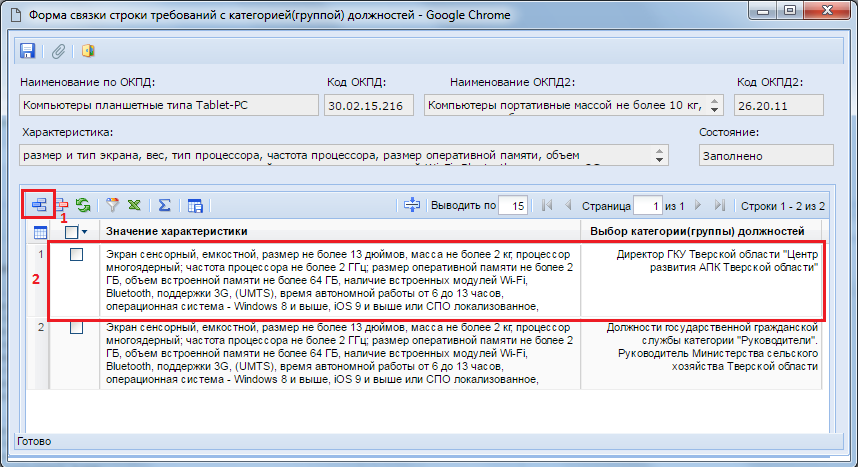 Форма связки строки требований с категорией(группой) должностей - Google Chrome
Наименование по ОКПД: Код ОКПД: Наименование ОКПД2: Код ОКПД2:
Компьютеры планшетные типа Tablet-PC 30.02.15.216 Компьютеры портативные массой не более 10 кг, 26.20.11
Характеристика: Состояние:
размер и тип экрана, вес, тип процессора, частота процессора, размер оперативной памяти, объем Заполнено
1 Выводить по 15 Страница 1 из 1 Строки 1 - 2 из 2
Значение характеристики Выбор категории(группы) должностей
1 Экран сенсорный, емкостной, размер не более 13 дюймов, масса не более 2 кг, процессор Директор ГКУ Тверской области "Центр
многоядерный; частота процессора не более 2 ГГц; размер оперативной памяти не более 2 развития АПК Тверской области"
2 ГБ, объем встроенной памяти не более 64 ГБ, наличие встроенных модулей Wi-Fi,
Bluetooth, поддержки 3G, (UMTS), время автономной работы от 6 до 13 часов,
операционная система - Windows 8 и выше, iOS 9 и выше или СПО локализованное,
2 Экран сенсорный, емкостной, размер не более 13 дюймов, масса не более 2 кг, процессор Должности государственной гражданской
многоядерный; частота процессора не более 2 ГГц; размер оперативной памяти не более 2 службы категории "Руководители".
ГБ, объем встроенной памяти не более 64 ГБ, наличие встроенных модулей Wi-Fi, Руководитель Министерства сельского
Bluetooth, поддержки 3G, (UMTS), время автономной работы от 6 до 13 часов, хозяйства Тверской области
операционная система - Windows 8 и выше, iOS 9 и выше или СПО локализованное,
Готово